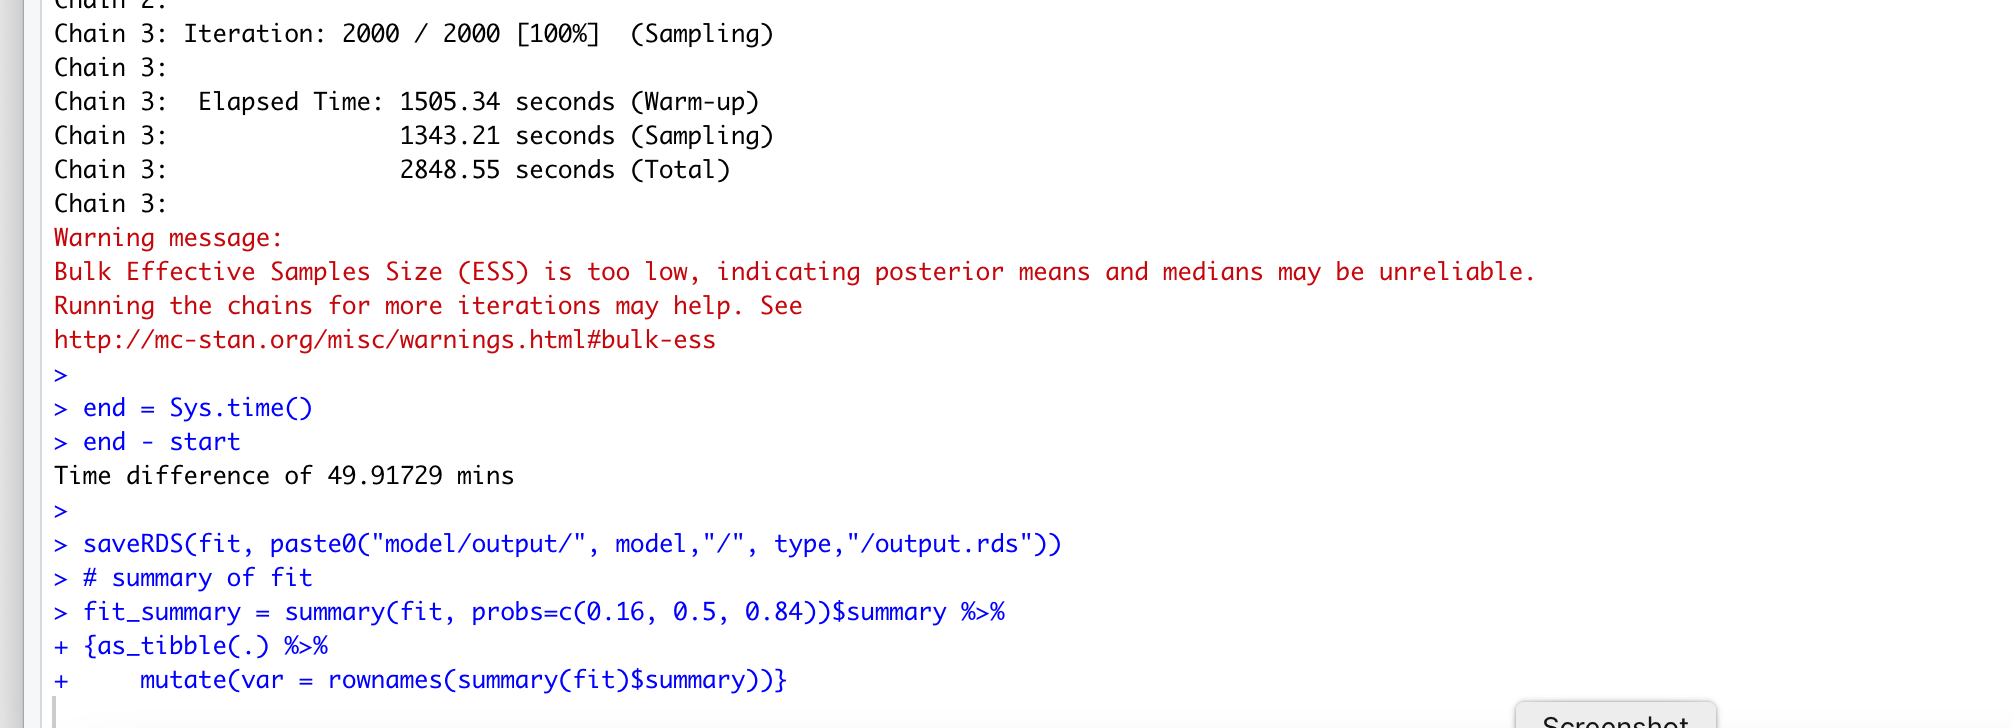 Chain 2:
Chain 3: Iteration: 2000 / 2000 [100%]  (Sampling)
Chain 3:
Chain 3:  Elapsed Time: 1505.34 seconds (Warm-up)
Chain 3:                1343.21 seconds (Sampling)
Chain 3:                2848.55 seconds (Total)
Chain 3:
Warning message:
Bulk Effective Samples Size (ESS) is too low, indicating posterior means and medians may be unreliable.
Running the chains for more iterations may help. See
http://mc-stan.org/misc/warnings.html#bulk-ess
>
> end = Sys.time()
> end - start
Time difference of 49.91729 mins
>
> saveRDS(fit, paste0("model/output/", model,"/", type,"/output.rds"))
> # summary of fit
> fit_summary = summary(fit, probs=c(0.16, 0.5, 0.84))$summary %>%
+ {as_tibble(.) %>%
+     mutate(var = rownames(summary(fit)$summary))}
Screenshot